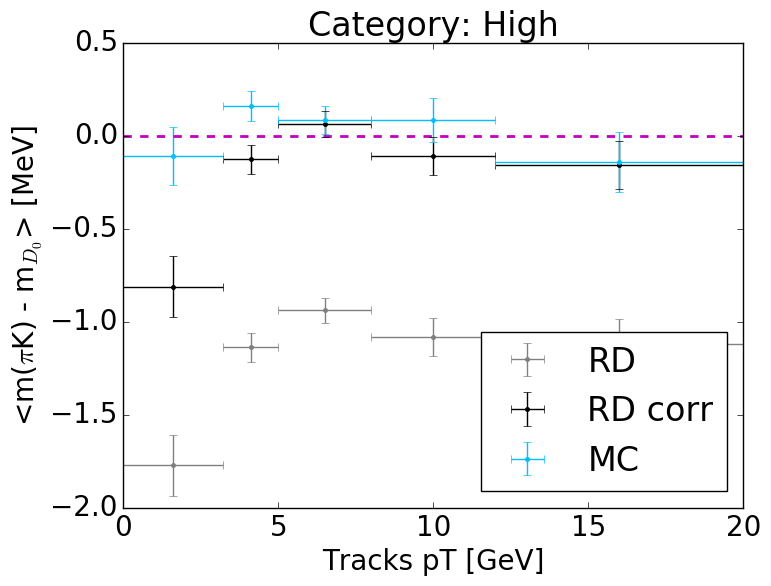 Category: High
<m(πK) - m_{D_0}> [MeV]
0.5
0.0
−0.5
−1.0
−1.5
−2.0
RD
RD corr
MC
0 5 10 15 20
Tracks pT [GeV]